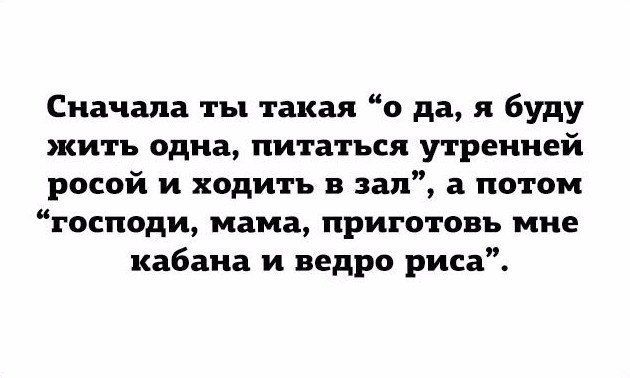 Сначала ты такая “о да, я буду
жить одна, питаться утренней
росой и ходить в зал”, а потом
“господи, мама, приготовь мне
кабана и ведро риса”.